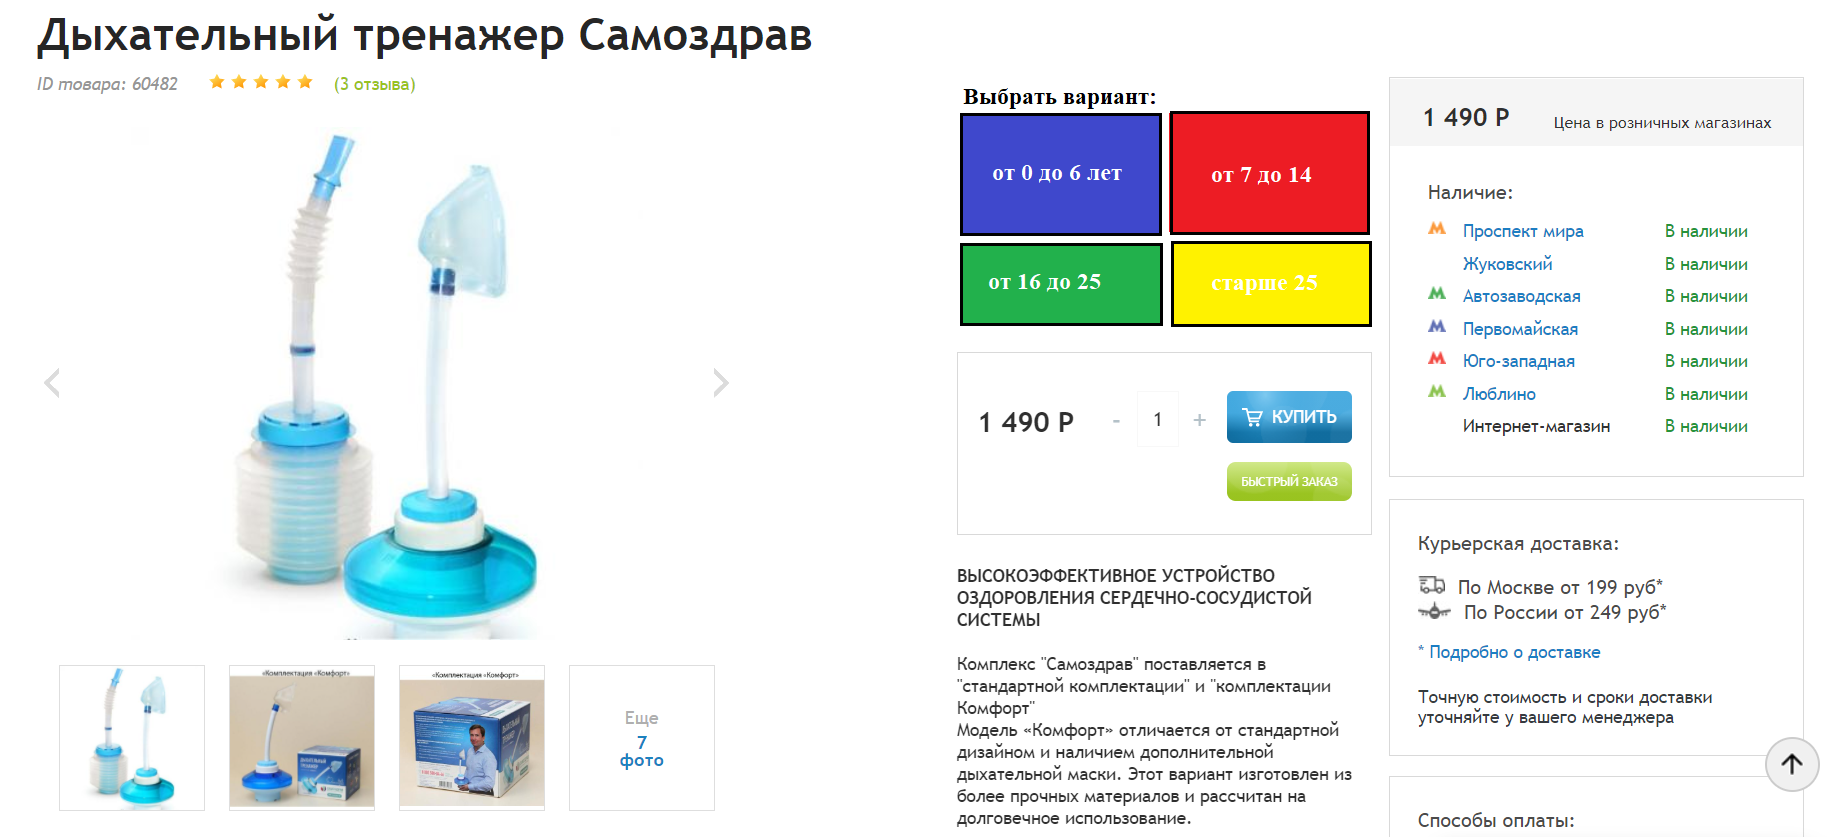 Дыхательный тренажер Самоздрав
ID товара: 60482 (3 отзыва)
Выбрать вариант:
от 0 до 6 лет
от 7 до 14
от 16 до 25
старше 25
1 490 Р
- 1 +
КУПИТЬ
БЫСТРЫЙ ЗАКАЗ
ВЫСОКОЭФФЕКТИВНОЕ УСТРОЙСТВО
ОЗДОРОВЛЕНИЯ СЕРДЕЧНО-СОСУДИСТОЙ
СИСТЕМЫ
Комплекс "Самоздрав" поставляется в
"стандартной комплектации" и "комплектации
Комфорт"
Модель «Комфорт» отличается от стандартной
дизайном и наличием дополнительной
дыхательной маски. Этот вариант изготовлен из
более прочных материалов и рассчитан на
долговечное использование.
1 490 Р Цена в розничных магазинах
Наличие:
Проспект мира В наличии
Жуковский В наличии
Автозаводская В наличии
Первомайская В наличии
Юго-западная В наличии
Люблино В наличии
Интернет-магазин В наличии
Курьерская доставка:
По Москве от 199 руб*
По России от 249 руб*
* Подробно о доставке
Точную стоимость и сроки доставки
уточняйте у вашего менеджера
Способы оплаты:
«Комплектация «Комфорт»
«Комплектация «Комфорт»
Еще
7
фото